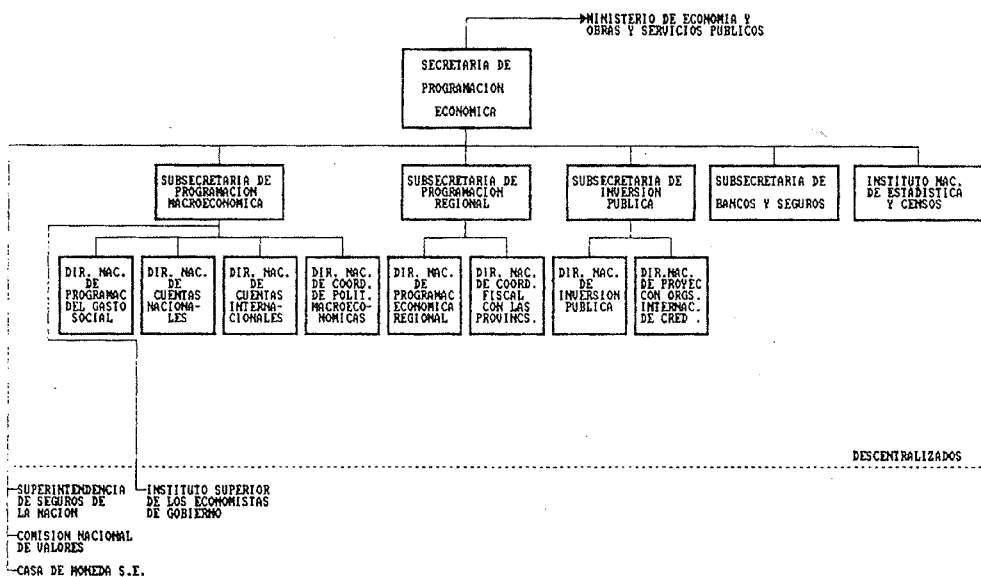 MINISTERIO DE ECONOMIA Y
OBRAS Y SERVICIOS PUBLICOS
SECRETARIA DE
PROGRAMACION
ECONOMICA
SUBSECRETARIA DE
PROGRAMACION
MACROECONOMICA
SUBSECRETARIA DE
PROGRAMACION
REGIONAL
SUBSECRETARIA DE
INVERSION
PUBLICA
SUBSECRETARIA DE
BANCOS Y SEGUROS
INSTITUTO NAC.
DE ESTADISTICA
Y CENSOS
DIR. NAC.
DE
PROGRAMAC
DEL GASTO
SOCIAL
DIR. NAC.
DE
CUENTAS
NACIONA-
LES
DIR. NAC.
DE
CUENTAS
INTERNA-
CIONALES
DIR. NAC.
DE COORD.
DE POLIT.
MACROECO-
NOMICAS
DIR. NAC.
DE
PROGRAMAC
ECONOMICA
REGIONAL
DIR. NAC.
DE COORD.
FISCAL
CON LAS
PROVINCS.
DIR. NAC.
DE
INVERSION
PUBLICA
DIR.NAC.
DE PROYEC
CON ORGS.
INTERNAC.
DE CRED .
DESCENTRALIZADOS
SUPERINTENDENCIA
DE SEGUROS DE
LA NACION
INSTITUTO SUPERIOR
DE LOS ECONOMISTAS
DE GOBIERNO
COMISION NACIONAL
DE VALORES
CASA DE MONEDA S.E.